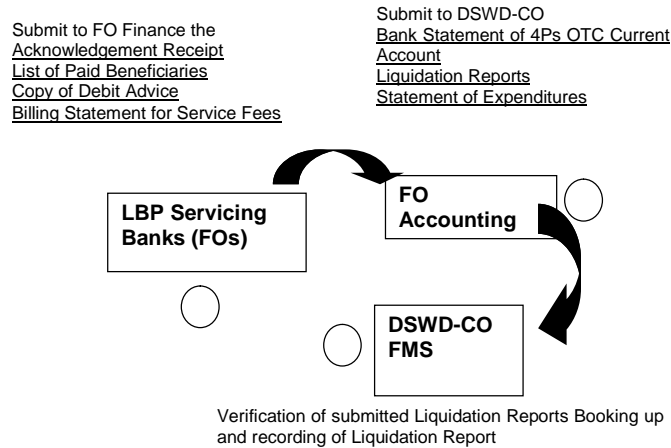 Submit to FO Finance the
Acknowledgement Receipt
List of Paid Beneficiaries
Copy of Debit Advice
Billing Statement for Service Fees
Submit to DSWD-CO
Bank Statement of 4Ps OTC Current
Account
Liquidation Reports
Statement of Expenditures
LBP Servicing
Banks (FOs)
FO
Accounting
DSWD-CO
FMS
Verification of submitted Liquidation Reports Booking up
and recording of Liquidation Report